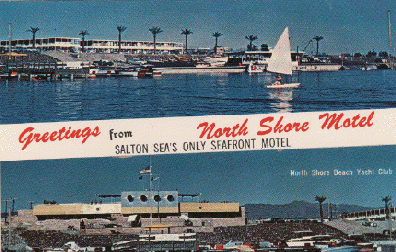 Greetings from North Shore Motel
SALTON SEA'S ONLY SEAFRONT MOTEL
North Shore Beach Yacht Club